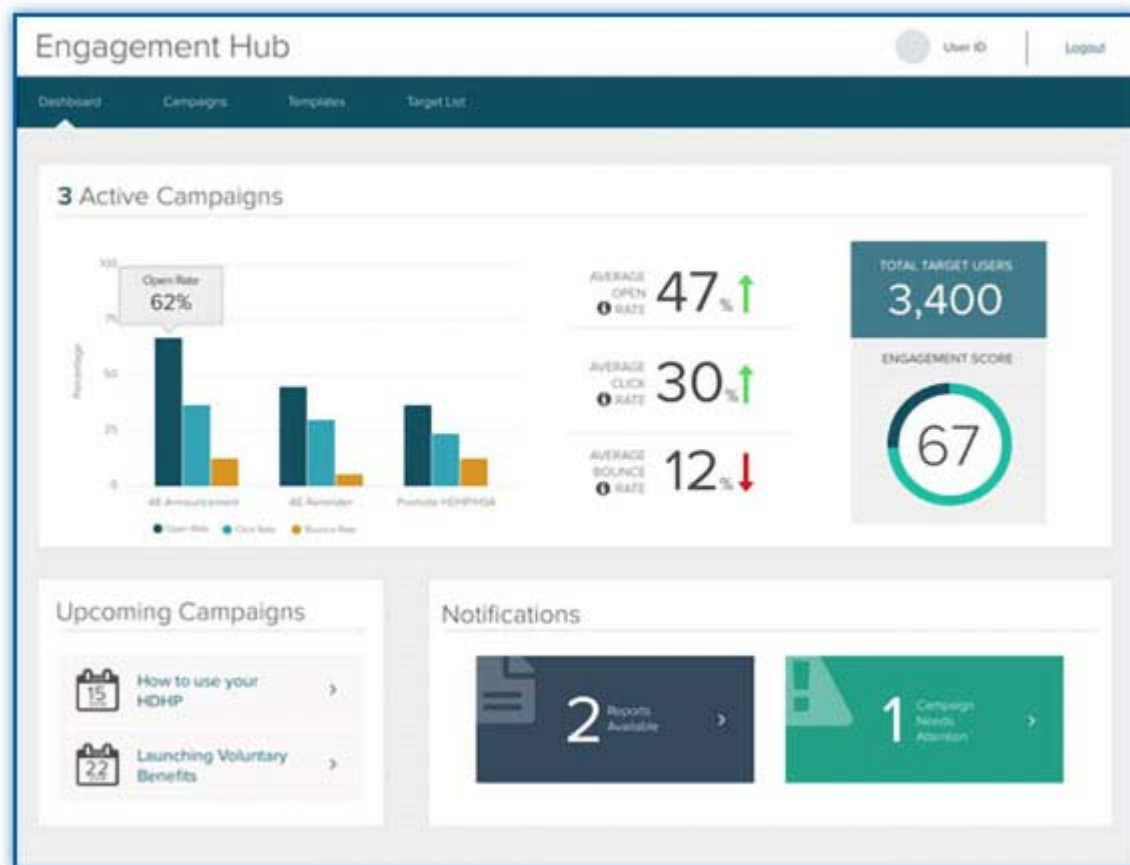 Engagement Hub
User ID
Logout
Dashboard
Campaigns
Templates
Target List
3 Active Campaigns
100
75
50
25
0
Percentage
Open Rate
62%
AE Announcement
AE Reminder
Promote HDHP/HSA
Open Rate
Click Rate
Bounce Rate
AVERAGE
OPEN
RATE
47%
AVERAGE
CLICK
RATE
30%
AVERAGE
BOUNCE
RATE
12%
TOTAL TARGET USERS
3,400
ENGAGEMENT SCORE
67
Upcoming Campaigns
15
How to use your
HDHP
22
Launching Voluntary
Benefits
Notifications
2
Reports
Available
1
Campaign
Needs
Attention